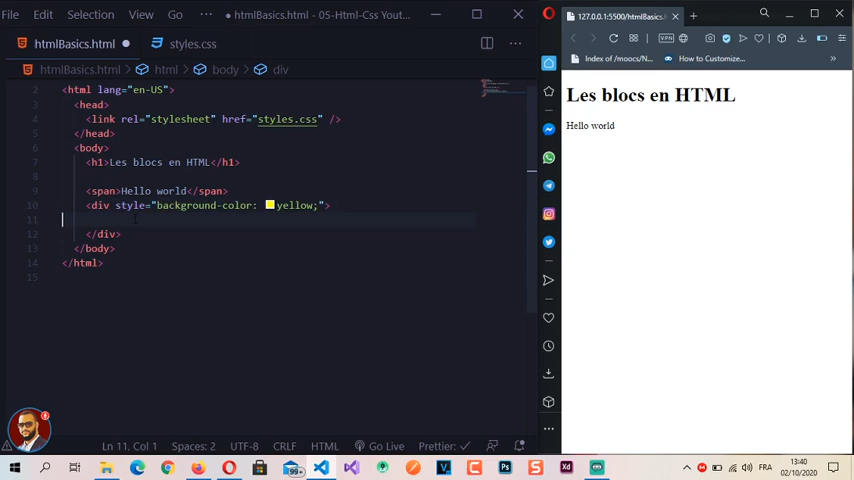 File Edit Selection View Go ··· ● htmlBasics.html - 05-Html-Css Yout...
htmlBasics.html ●
styles.css
htmlBasics.html > html > body > div
2 <html lang="en-US">
3 <head>
4 <link rel="stylesheet" href="styles.css" />
5 </head>
6 <body>
7 <h1>Les blocs en HTML</h1>
8
9 <span>Hello world</span>
10 <div style="background-color: yellow;">
11
12 </div>
13 </body>
14 </html>
15
Ln 11, Col 1 Spaces: 2 UTF-8 CRLF HTML Go Live Prettier: ✓
127.0.0.1:5500/htmlBasics.h
VPN
Index of /moocs/N...
How to Customize...
»
Les blocs en HTML
Hello world
99+
FRA
13:40
02/10/2020